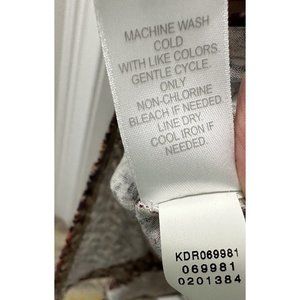 MACHINE WASH
COLD
WITH LIKE COLORS.
GENTLE CYCLE.
ONLY
NON-CHLORINE
BLEACH IF NEEDED.
LINE DRY.
COOL IRON IF
NEEDED.
KDR069981
069981
0201384